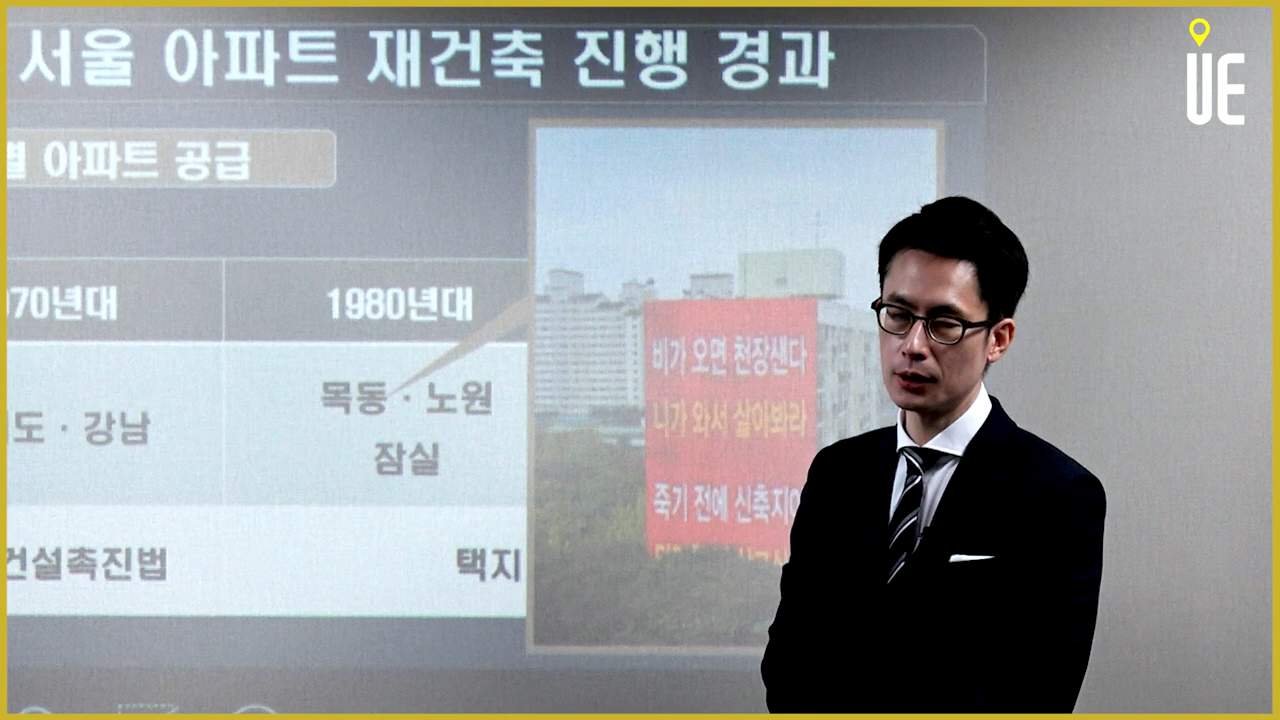 서울 아파트 재건축 진행 경과
UE
아파트 공급
70년대
1980년대
도 · 강남
목동 · 노원
잠실
건설촉진법
택지
비가 오면 천장샌다
니가 와서 살아봐라
죽기 전에 신축지